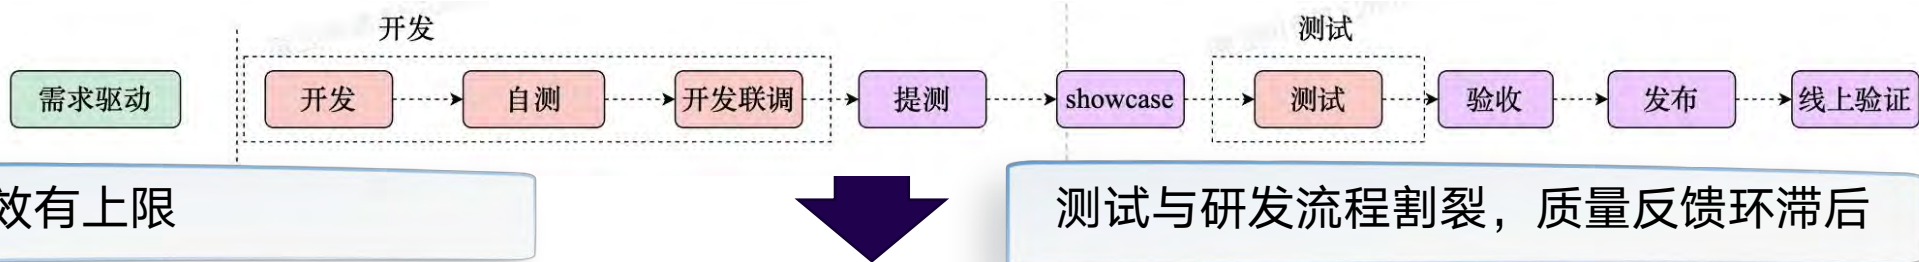 开发
测试
需求驱动
开发
自测
开发联调
提测
showcase
测试
验收
发布
线上验证
效有上限
测试与研发流程割裂，质量反馈环滞后